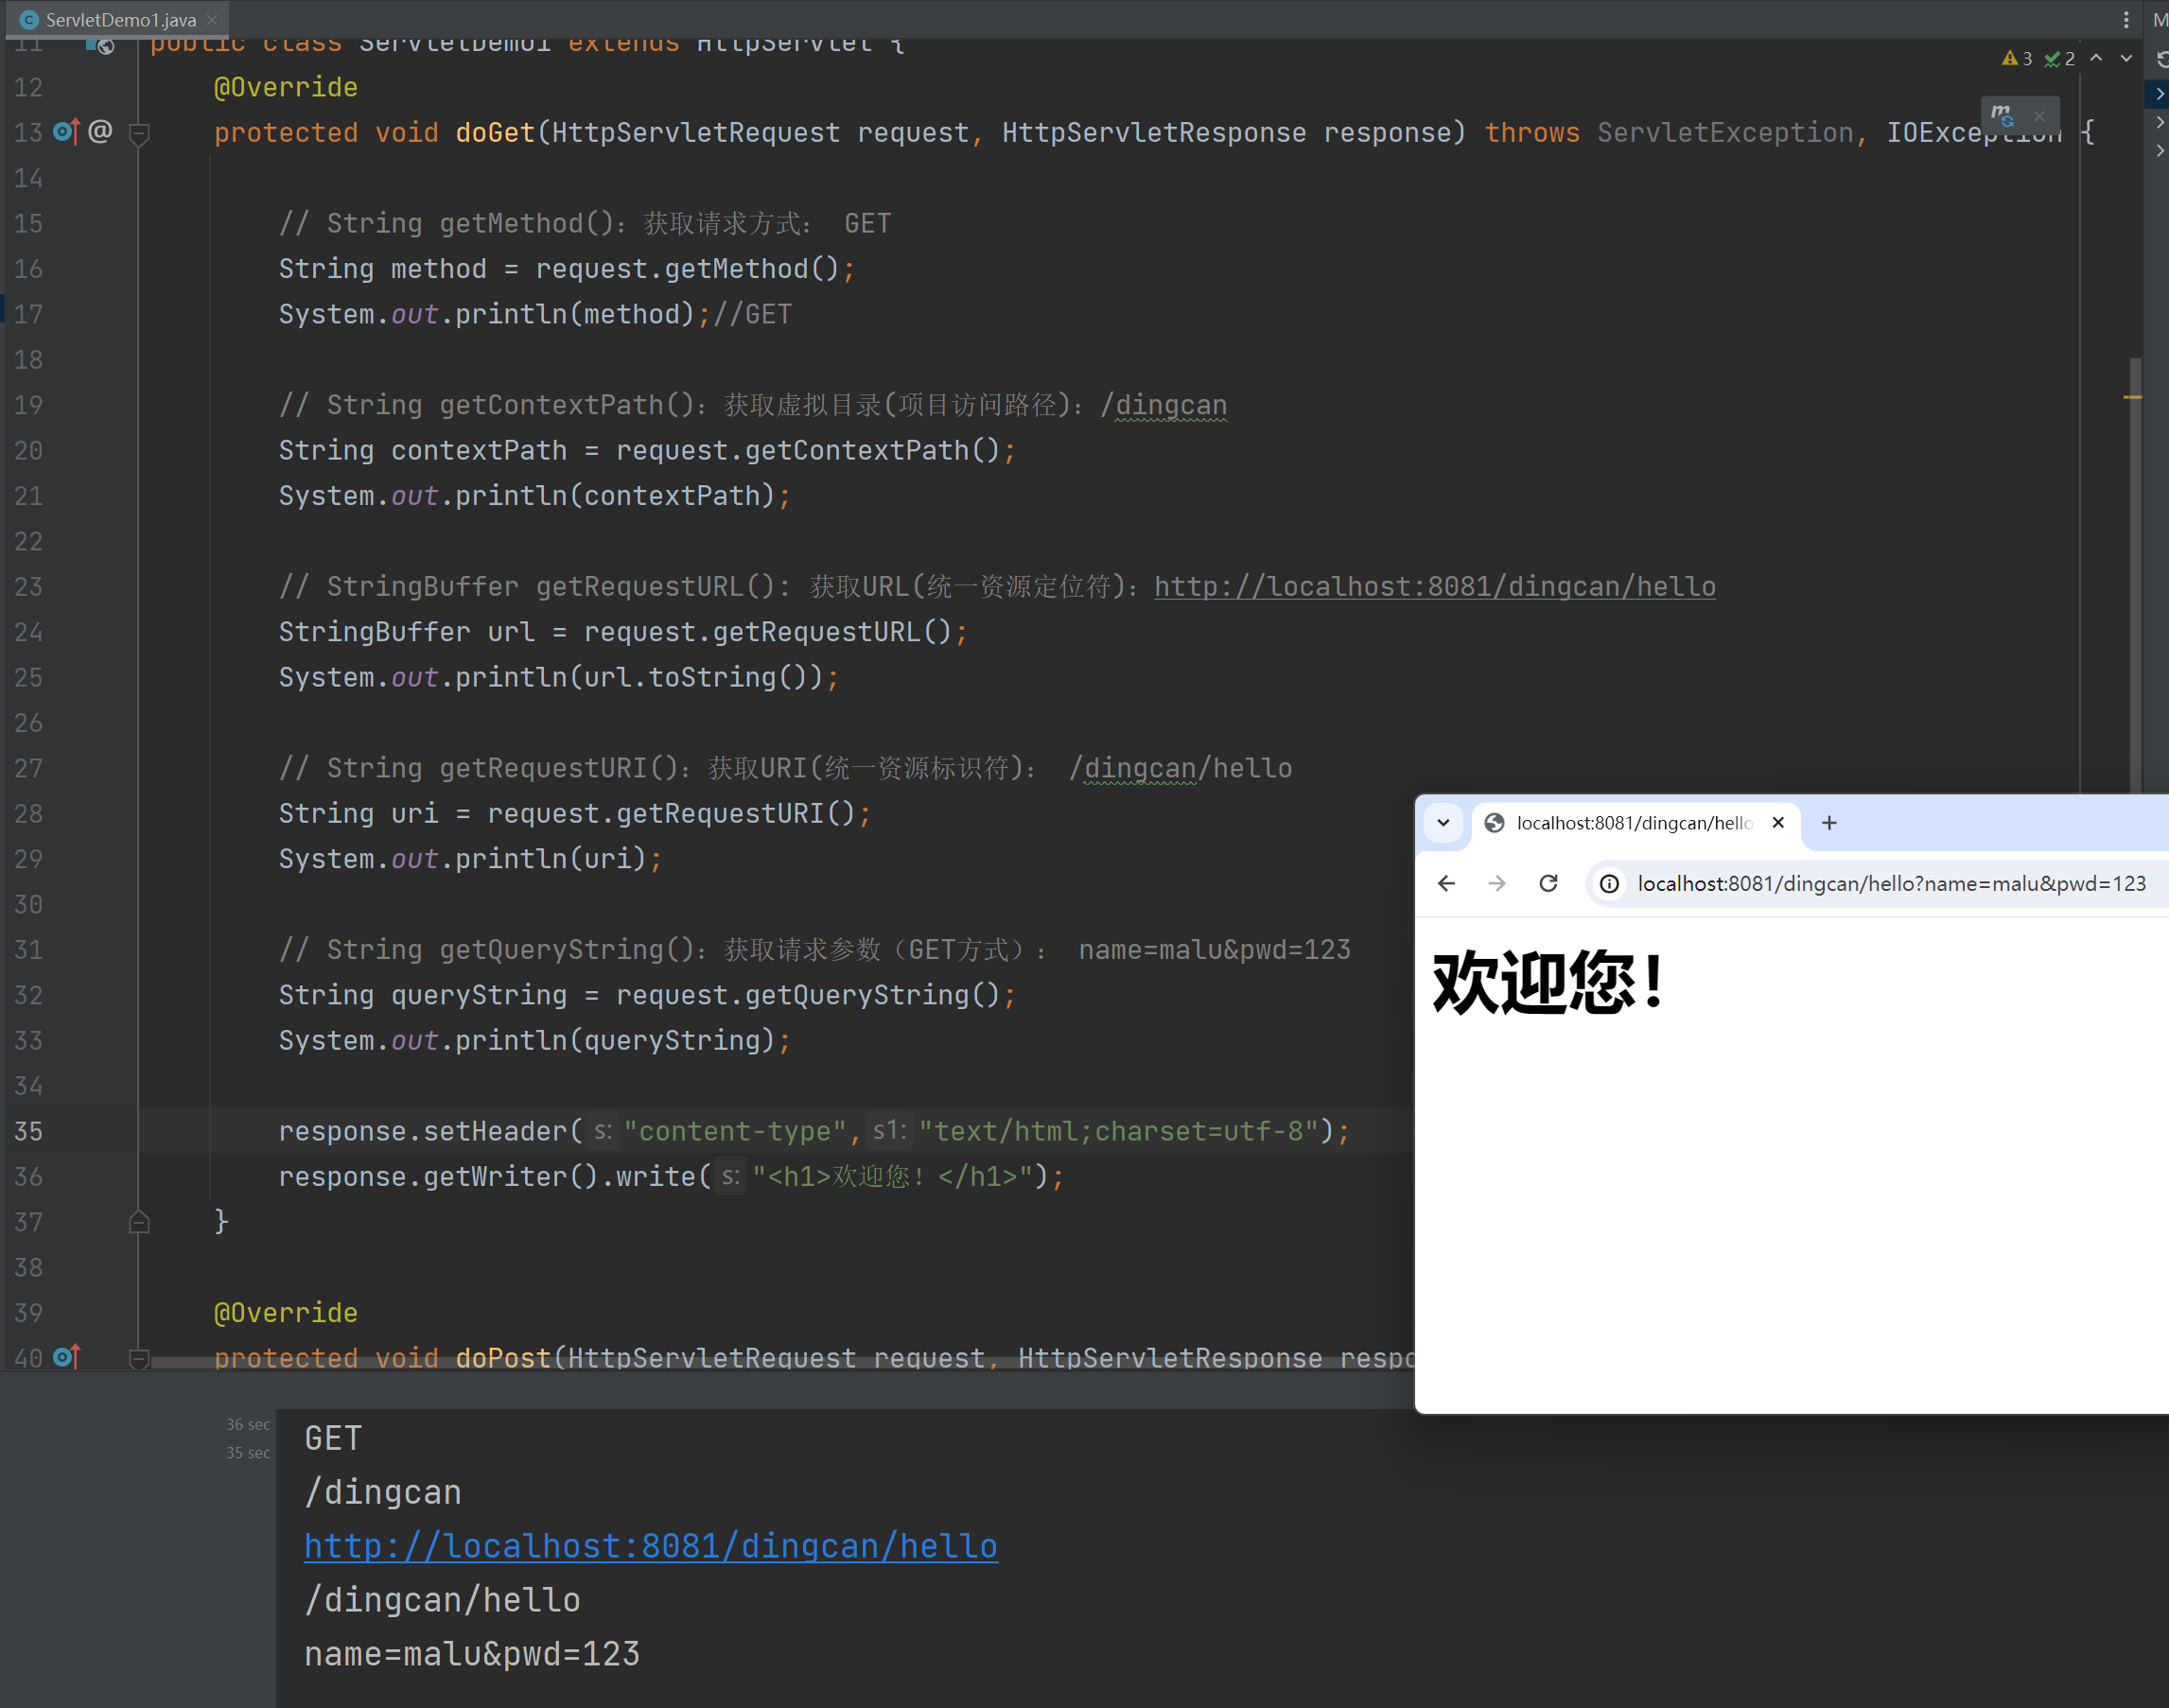 ServletDemo1.java
3 2
M
11 public class ServletDemo1 extends HttpServlet {
12 @Override
13 protected void doGet(HttpServletRequest request, HttpServletResponse response) throws ServletException, IOException {
14
15 // String getMethod()：获取请求方式： GET
16 String method = request.getMethod();
17 System.out.println(method);//GET
18
19 // String getContextPath()：获取虚拟目录(项目访问路径)：/dingcan
20 String contextPath = request.getContextPath();
21 System.out.println(contextPath);
22
23 // StringBuffer getRequestURL(): 获取URL(统一资源定位符)：http://localhost:8081/dingcan/hello
24 StringBuffer url = request.getRequestURL();
25 System.out.println(url.toString());
26
27 // String getRequestURI()：获取URI(统一资源标识符)： /dingcan/hello
28 String uri = request.getRequestURI();
29 System.out.println(uri);
30
31 // String getQueryString()：获取请求参数（GET方式）： name=malu&pwd=123
32 String queryString = request.getQueryString();
33 System.out.println(queryString);
34
35 response.setHeader( s: "content-type", s1: "text/html;charset=utf-8");
36 response.getWriter().write( s: "<h1>欢迎您！</h1>");
37 }
38
39 @Override
40 protected void doPost(HttpServletRequest request, HttpServletResponse respo
localhost:8081/dingcan/hello
localhost:8081/dingcan/hello?name=malu&pwd=123
欢迎您！
36 sec
35 sec
GET
/dingcan
http://localhost:8081/dingcan/hello
/dingcan/hello
name=malu&pwd=123